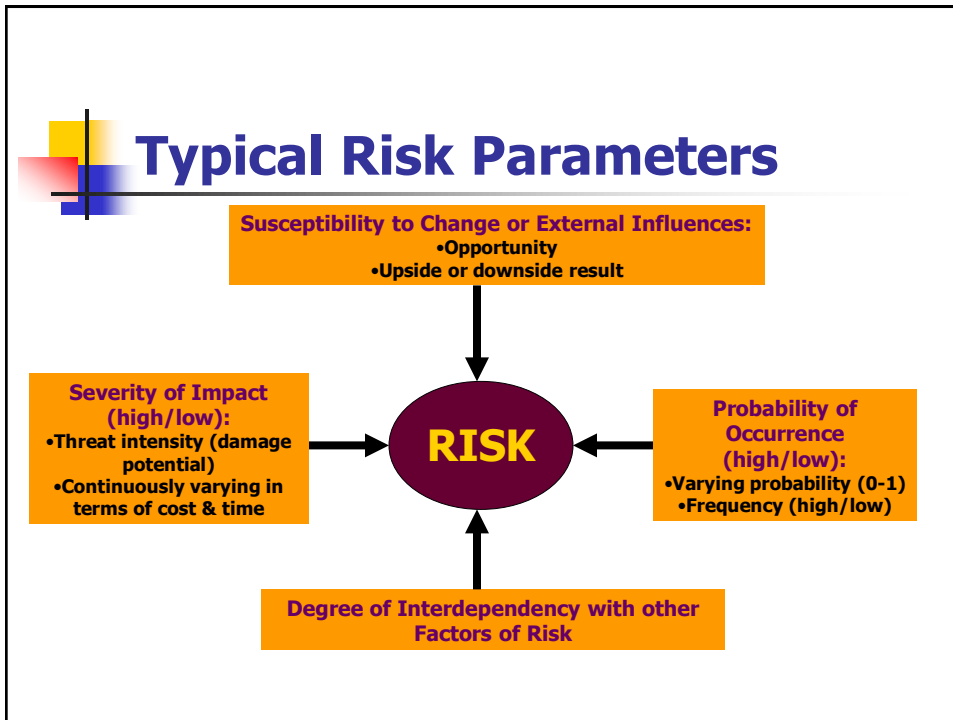 Typical Risk Parameters
Susceptibility to Change or External Influences:
•Opportunity
•Upside or downside result
Severity of Impact
(high/low):
•Threat intensity (damage
potential)
•Continuously varying in
terms of cost & time
RISK
Probability of
Occurrence
(high/low):
•Varying probability (0-1)
•Frequency (high/low)
Degree of Interdependency with other
Factors of Risk